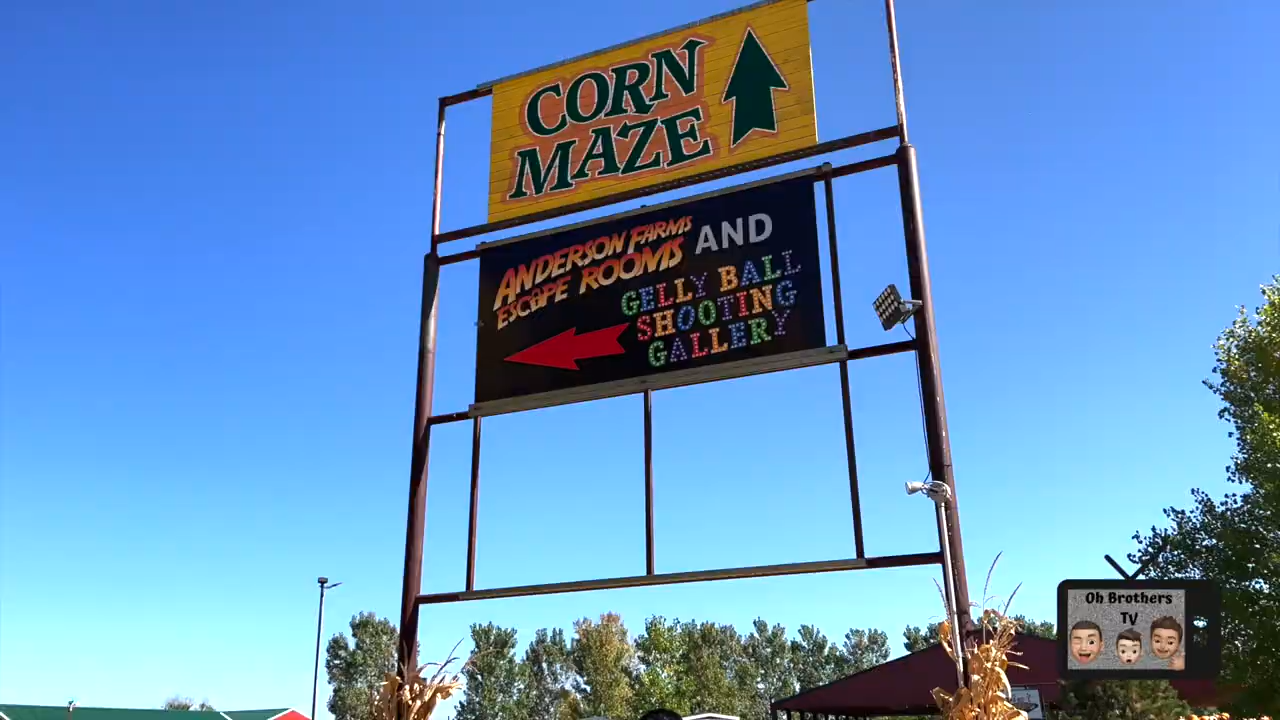 CORN
MAZE
ANDERSON FARMS
ESCAPE ROOMS
AND
GELLY BALL
SHOOTING
GALLERY
Oh Brothers
TV